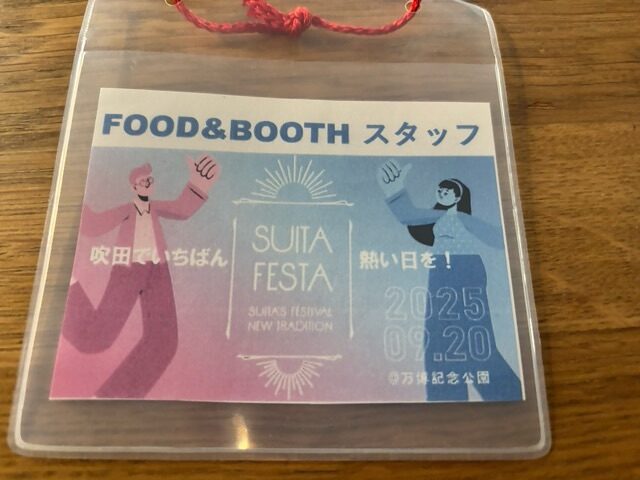 FOOD&BOOTH スタッフ
吹田でいちばん
SUITA
FESTA
SUITA'S FESTIVAL
NEW TRADITION
熱い日を！
2025
09.20
@万博記念公園